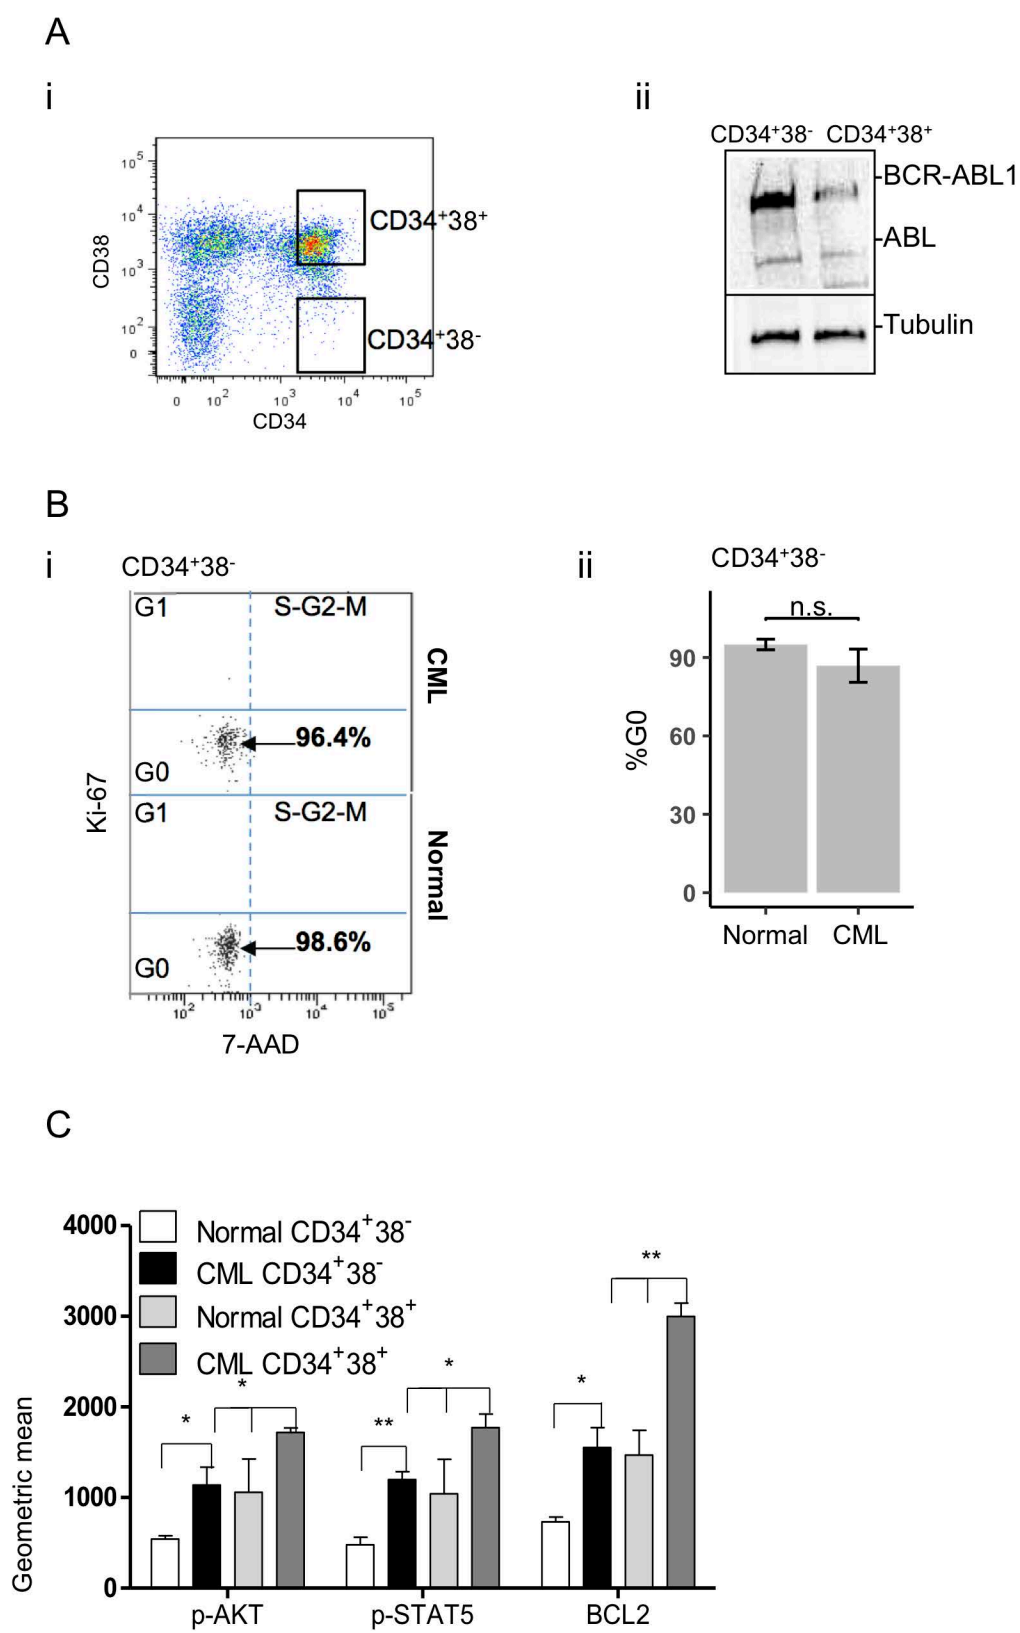 A
i
ii
CD34+38- CD34+38+
10^5
10^4
10^3
10^2
0
CD38
CD34+38+
CD34+38-
0 10^2 10^3 10^4 10^5
CD34
BCR-ABL1
ABL
Tubulin
B
i
CD34+38-
G1 S-G2-M
CML
96.4%
G0
G1 S-G2-M
Normal
98.6%
G0
Ki-67
10^2 10^3 10^4 10^5
7-AAD
ii
CD34+38-
n.s.
90
60
30
0
%G0
Normal CML
C
4000
3000
2000
1000
0
Geometric mean
Normal CD34+38-
CML CD34+38-
Normal CD34+38+
CML CD34+38+
* *
** *
* **
p-AKT p-STAT5 BCL2